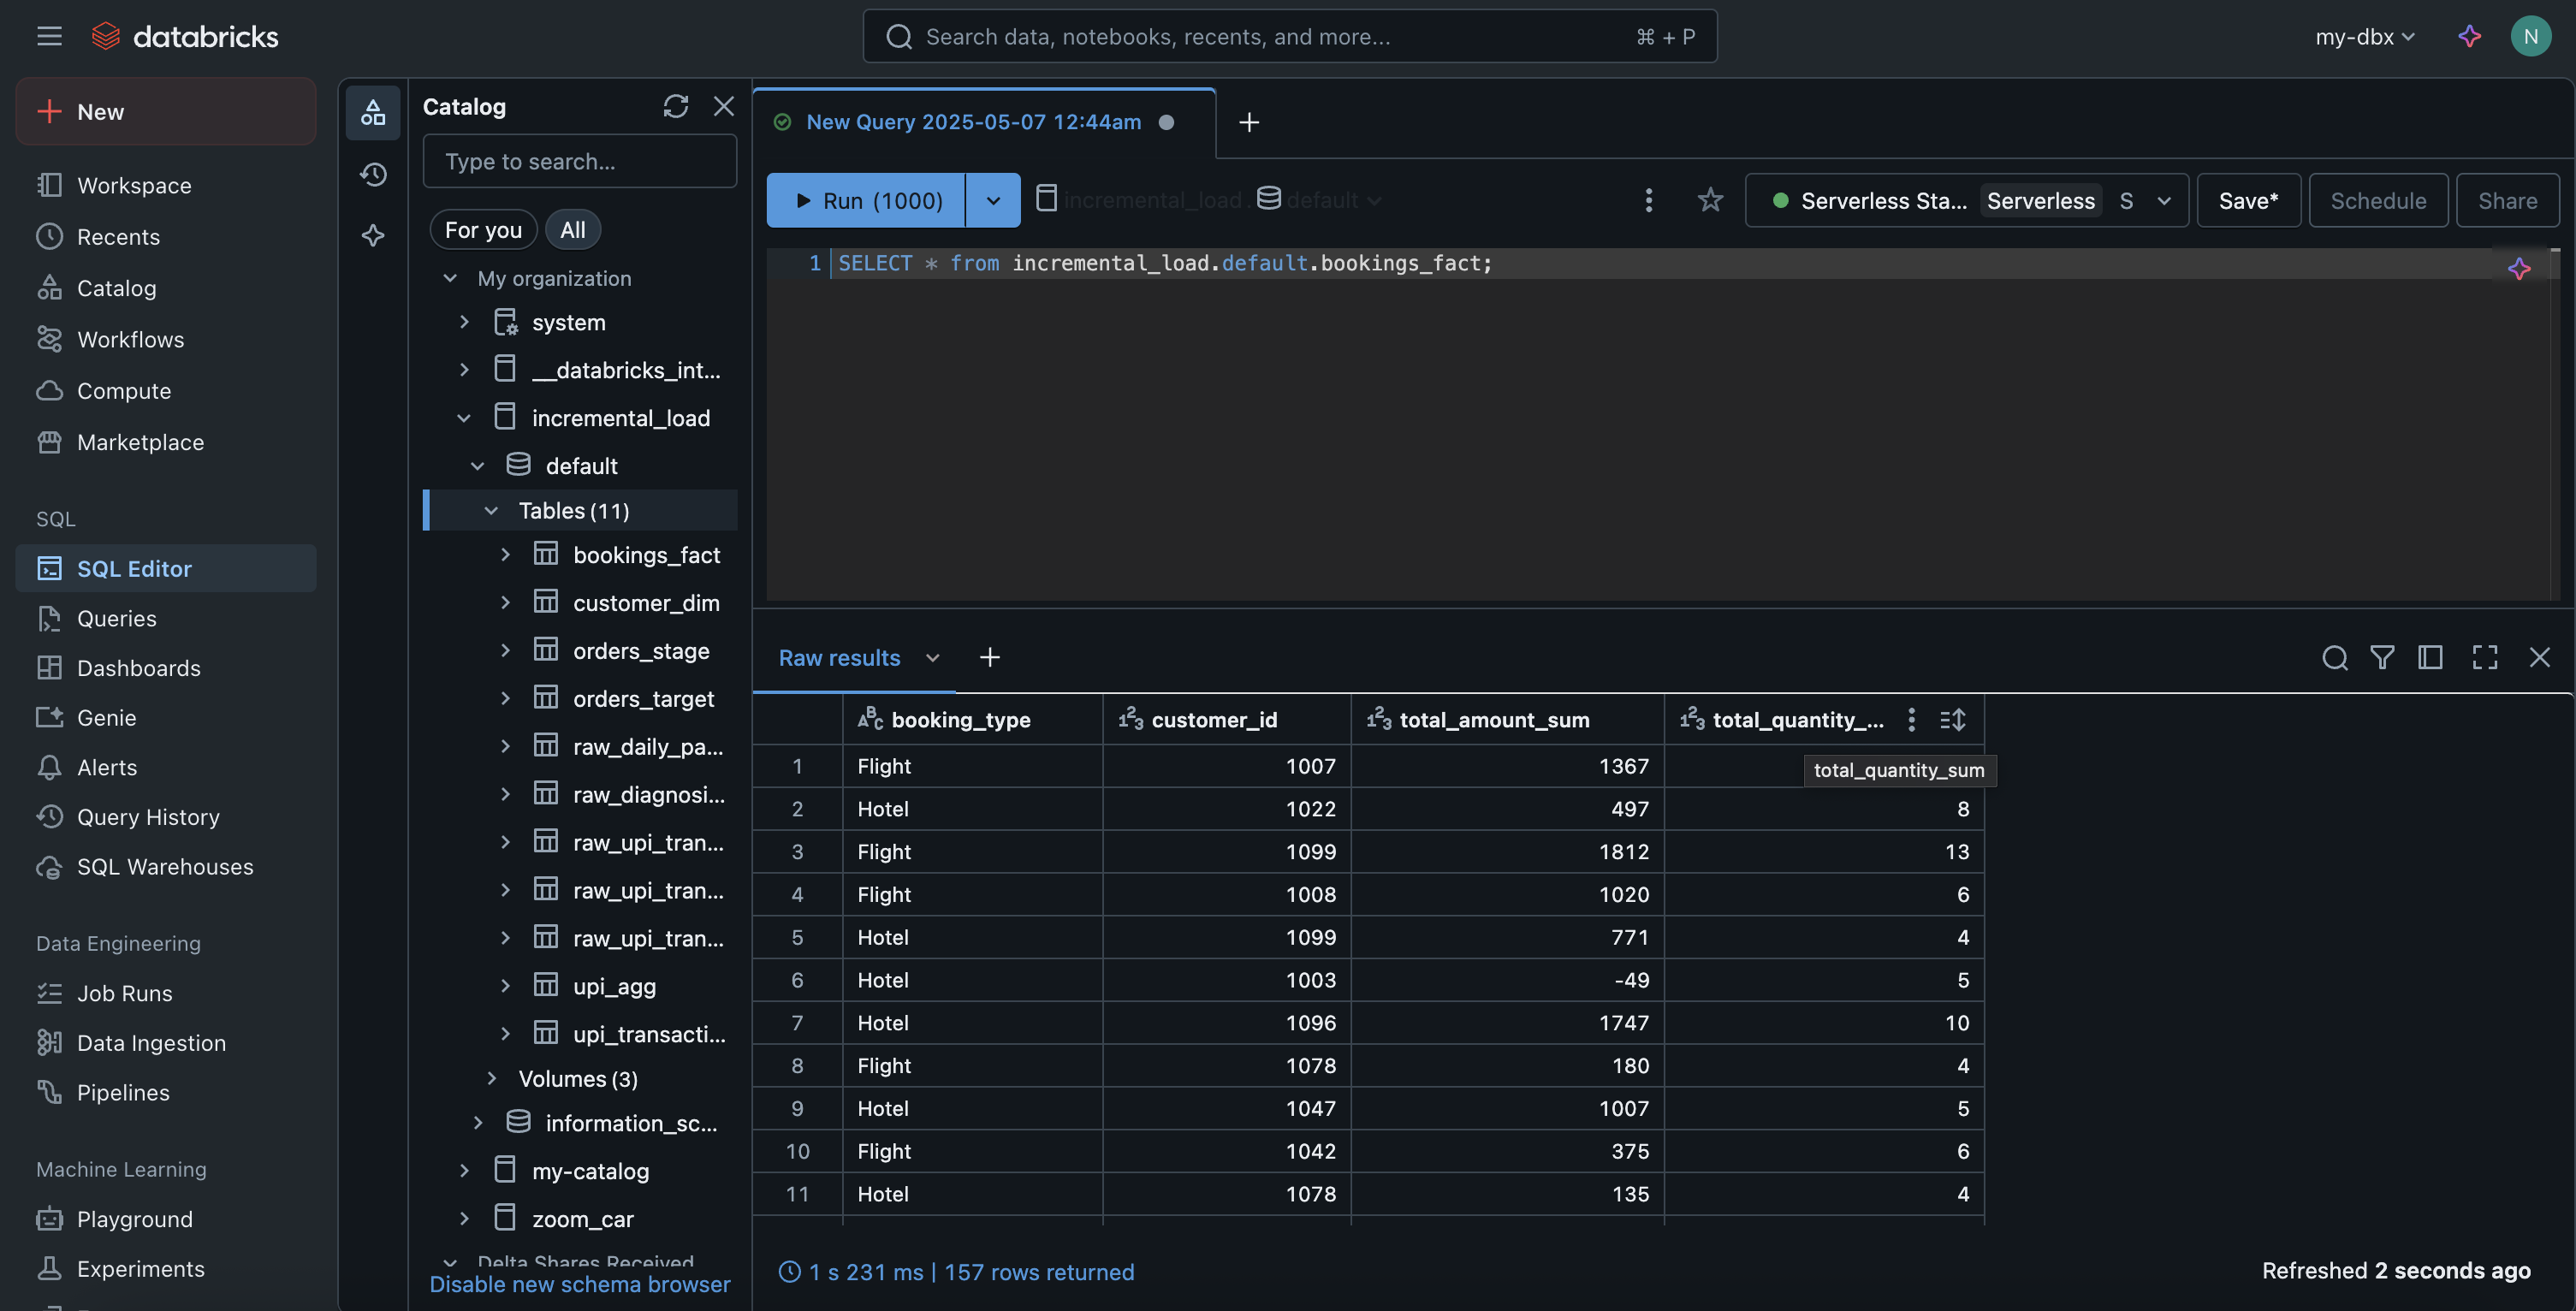 databricks
Search data, notebooks, recents, and more...
⌘ + P
my-dbx
N
New
Workspace
Recents
Catalog
Workflows
Compute
Marketplace
SQL
SQL Editor
Queries
Dashboards
Genie
Alerts
Query History
SQL Warehouses
Data Engineering
Job Runs
Data Ingestion
Pipelines
Machine Learning
Playground
Experiments
Catalog
Type to search...
For you
All
My organization
system
__databricks_int...
incremental_load
default
Tables (11)
bookings_fact
customer_dim
orders_stage
orders_target
raw_daily_pa...
raw_diagnosi...
raw_upi_tran...
raw_upi_tran...
raw_upi_tran...
upi_agg
upi_transacti...
Volumes (3)
information_sc...
my-catalog
zoom_car
Delta Shares Received
Disable new schema browser
New Query 2025-05-07 12:44am
Run (1000)
incremental_load.
default
Serverless Sta...
Serverless
S
Save*
Schedule
Share
1 SELECT * from incremental_load.default.bookings_fact;
Raw results
booking_type customer_id total_amount_sum total_quantity_...
total_quantity_sum
1 Flight 1007 1367
2 Hotel 1022 497 8
3 Flight 1099 1812 13
4 Flight 1008 1020 6
5 Hotel 1099 771 4
6 Hotel 1003 -49 5
7 Hotel 1096 1747 10
8 Flight 1078 180 4
9 Hotel 1047 1007 5
10 Flight 1042 375 6
11 Hotel 1078 135 4
1 s 231 ms | 157 rows returned
Refreshed 2 seconds ago